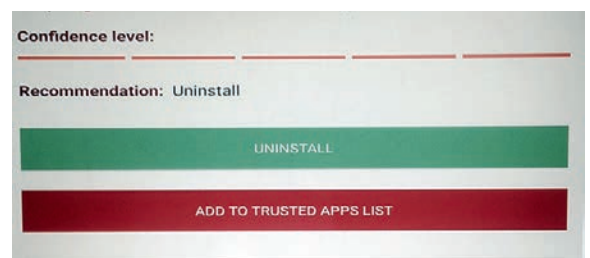 Confidence level:
Recommendation: Uninstall
UNINSTALL
ADD TO TRUSTED APPS LIST